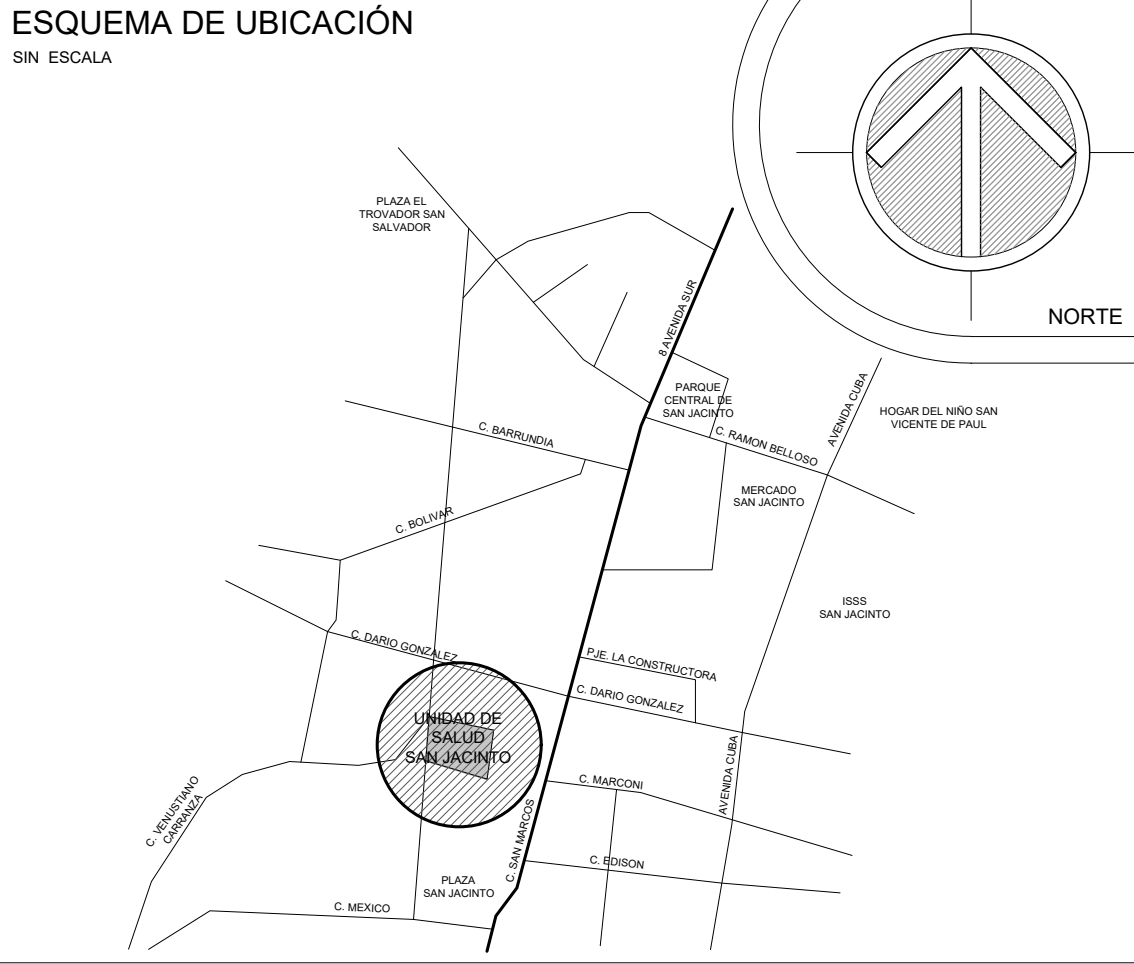 ESQUEMA DE UBICACIÓN
SIN ESCALA
NORTE
PLAZA EL
TROVADOR SAN
SALVADOR
8 AVENIDA SUR
PARQUE
CENTRAL DE
SAN JACINTO
AVENIDA CUBA
HOGAR DEL NIÑO SAN
VICENTE DE PAUL
C. BARRUNDIA
C. RAMON BELLOSO
MERCADO
SAN JACINTO
C. BOLIVAR
ISSS
SAN JACINTO
C. DARIO GONZALEZ
PJE. LA CONSTRUCTORA
C. DARIO GONZALEZ
UNIDAD DE
SALUD
SAN JACINTO
C. MARCONI
AVENIDA CUBA
C. VENUSTIANO
CARRANZA
C. SAN MARCOS
C. EDISON
PLAZA
SAN JACINTO
C. MEXICO